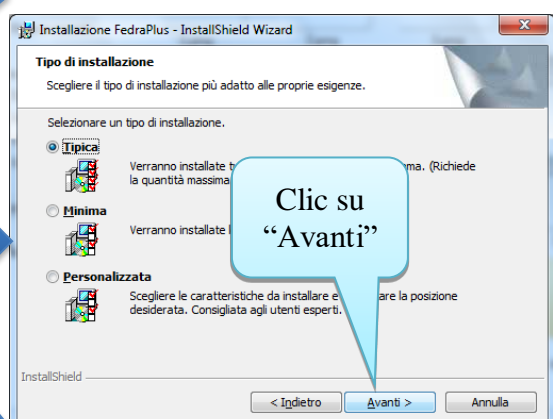 Installazione FedraPlus - InstallShield Wizard
Tipo di installazione
Scegliere il tipo di installazione più adatto alle proprie esigenze.
Selezionare un tipo di installazione.
Tipica
Verranno installate ma. (Richiede
la quantità massima
Minima
Verranno installate
Personalizzata
Scegliere le caratteristiche da installare e are la posizione
desiderata. Consigliata agli utenti esperti.
Clic su
“Avanti”
InstallShield
< Indietro
Avanti >
Annulla